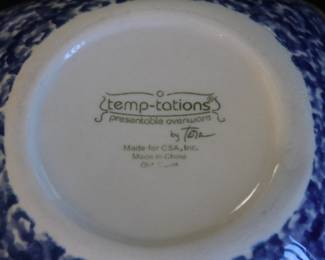 temp-tations
presentable ovenware
by Tara
Made for CSA, Inc.
Made in China